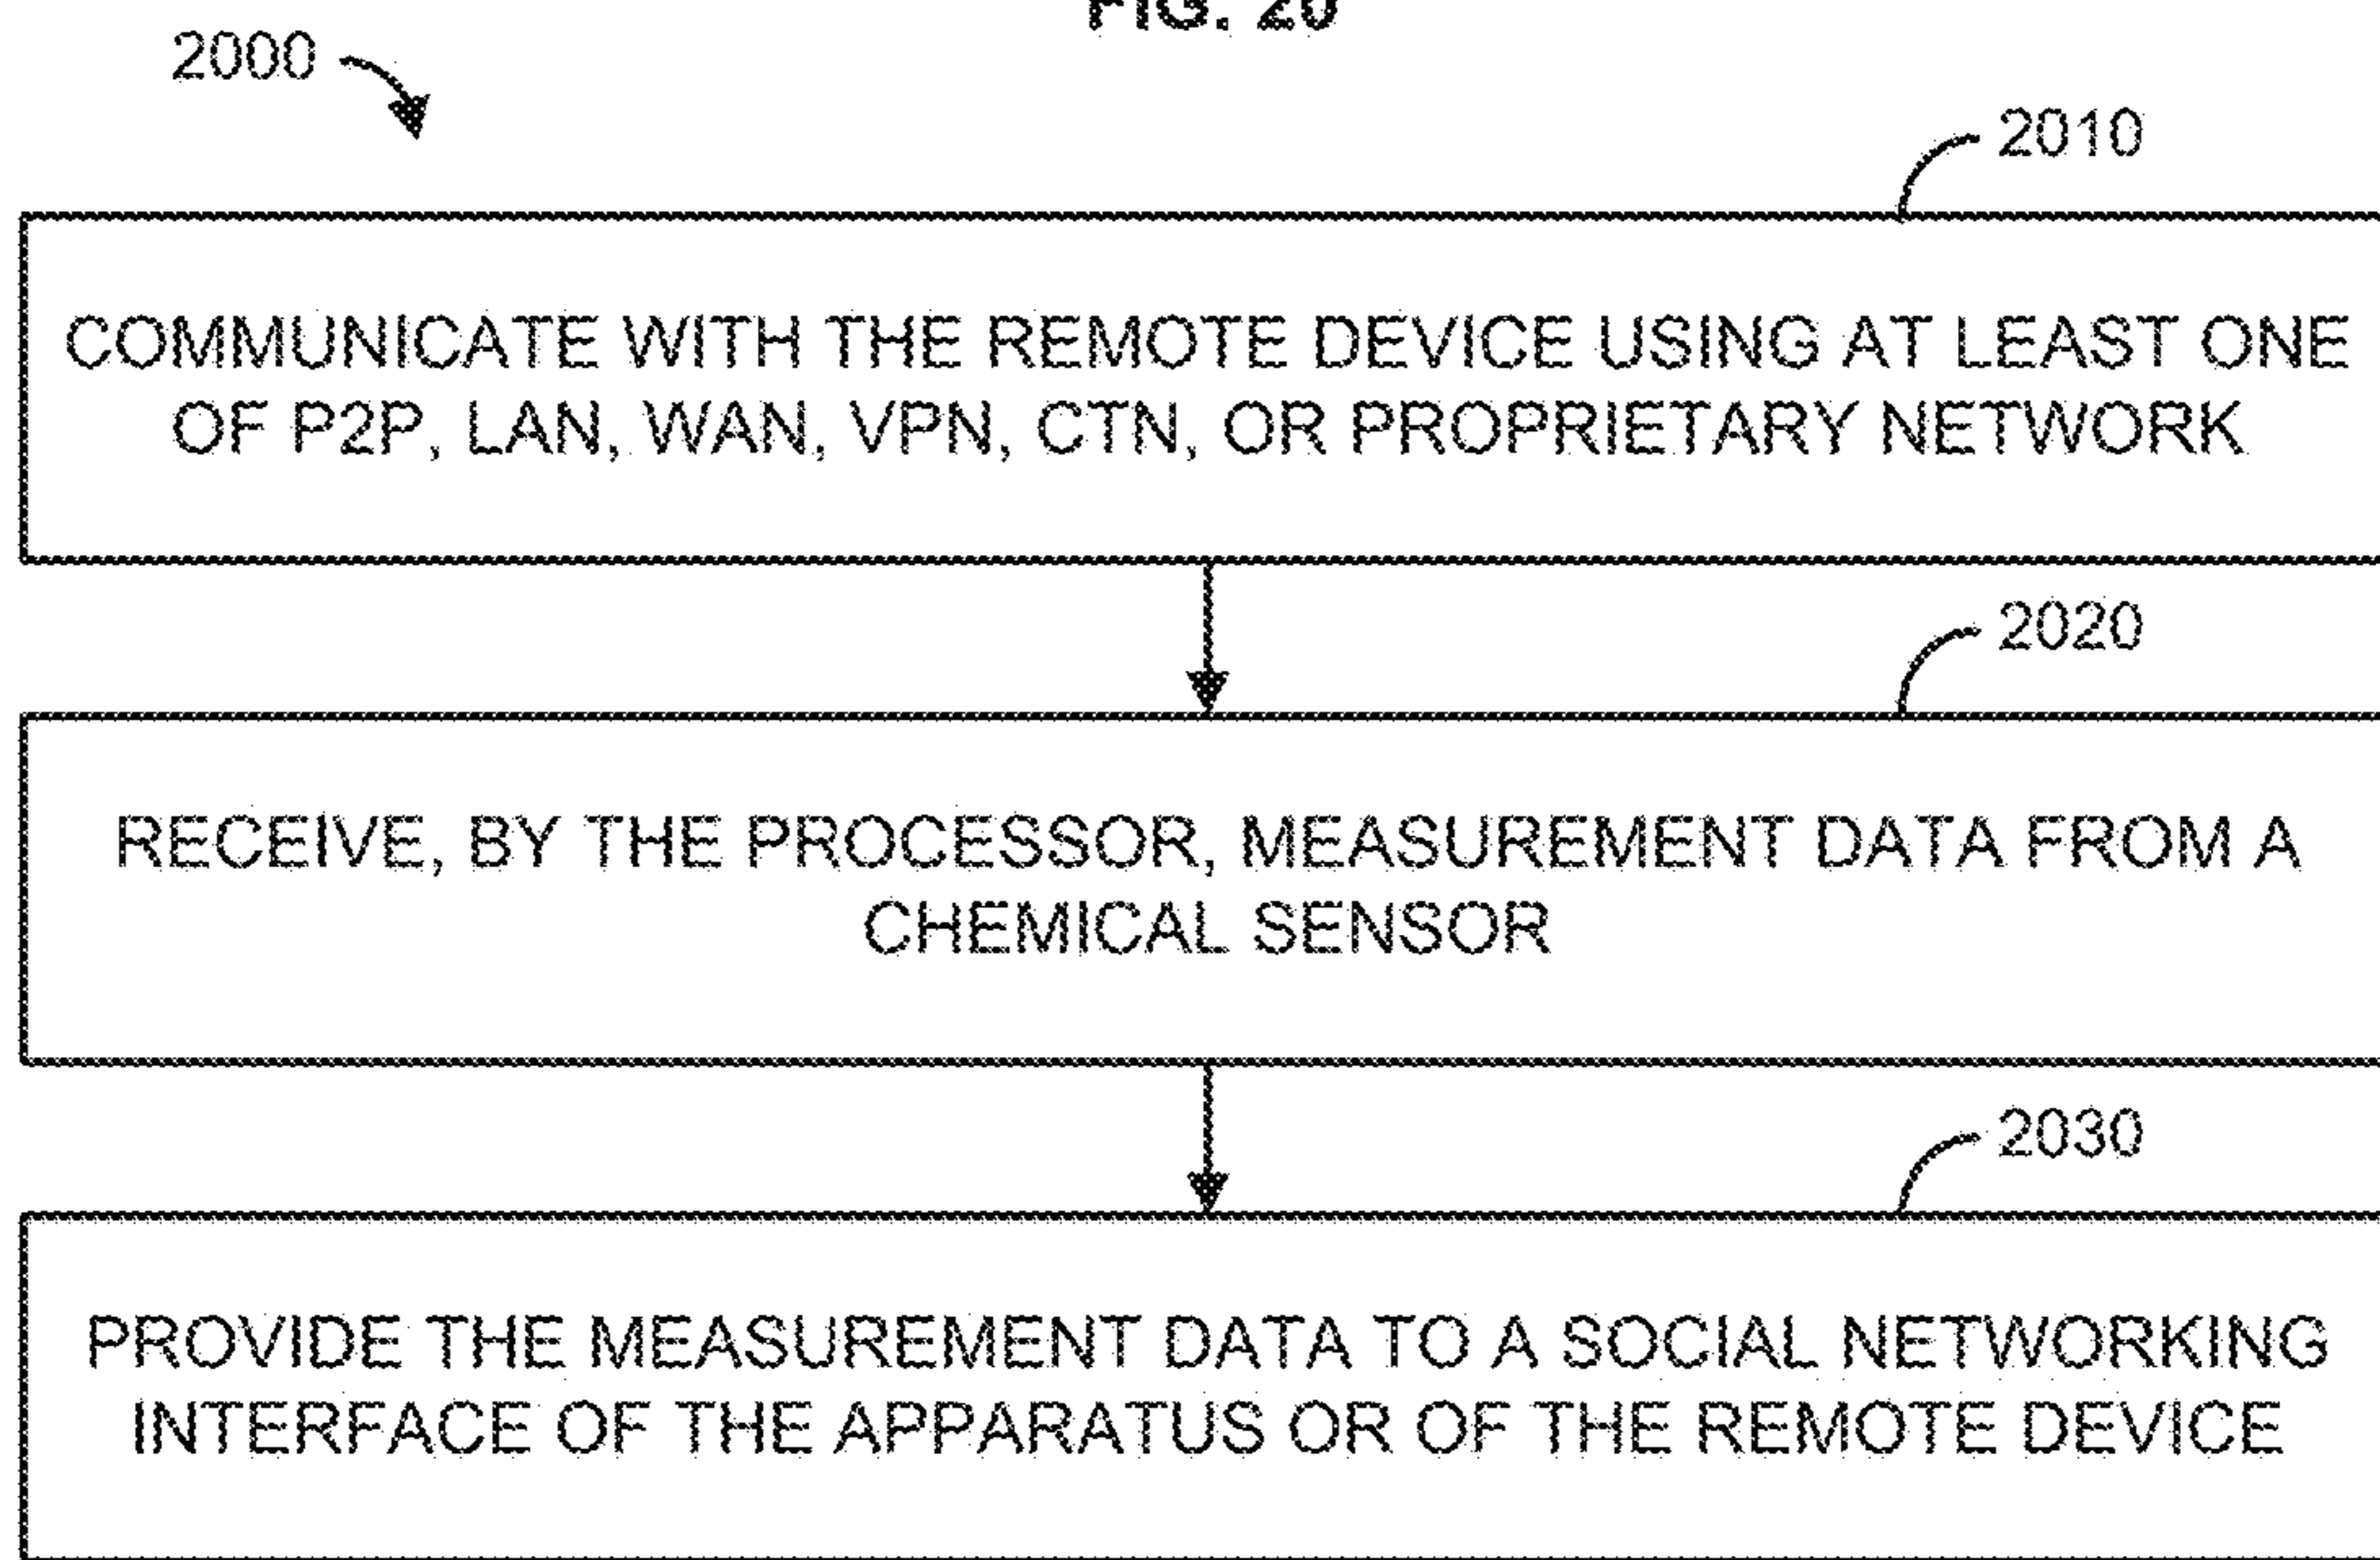 FIG. 20
2000
2010
COMMUNICATE WITH THE REMOTE DEVICE USING AT LEAST ONE
OF P2P, LAN, WAN, VPN, CTN, OR PROPRIETARY NETWORK
2020
RECEIVE, BY THE PROCESSOR, MEASUREMENT DATA FROM A
CHEMICAL SENSOR
2030
PROVIDE THE MEASUREMENT DATA TO A SOCIAL NETWORKING
INTERFACE OF THE APPARATUS OR OF THE REMOTE DEVICE